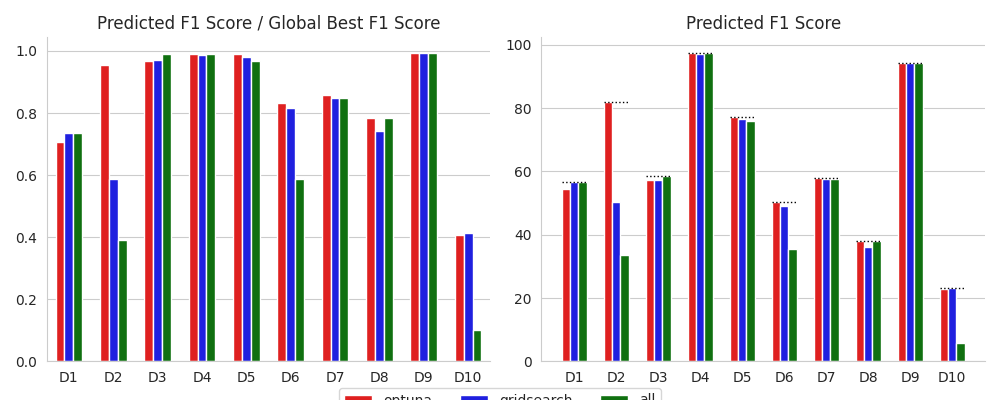 Predicted F1 Score / Global Best F1 Score
1.0
0.8
0.6
0.4
0.2
0.0
D1 D2 D3 D4 D5 D6 D7 D8 D9 D10
Predicted F1 Score
100
80
60
40
20
0
D1 D2 D3 D4 D5 D6 D7 D8 D9 D10
optuna gridsearch all